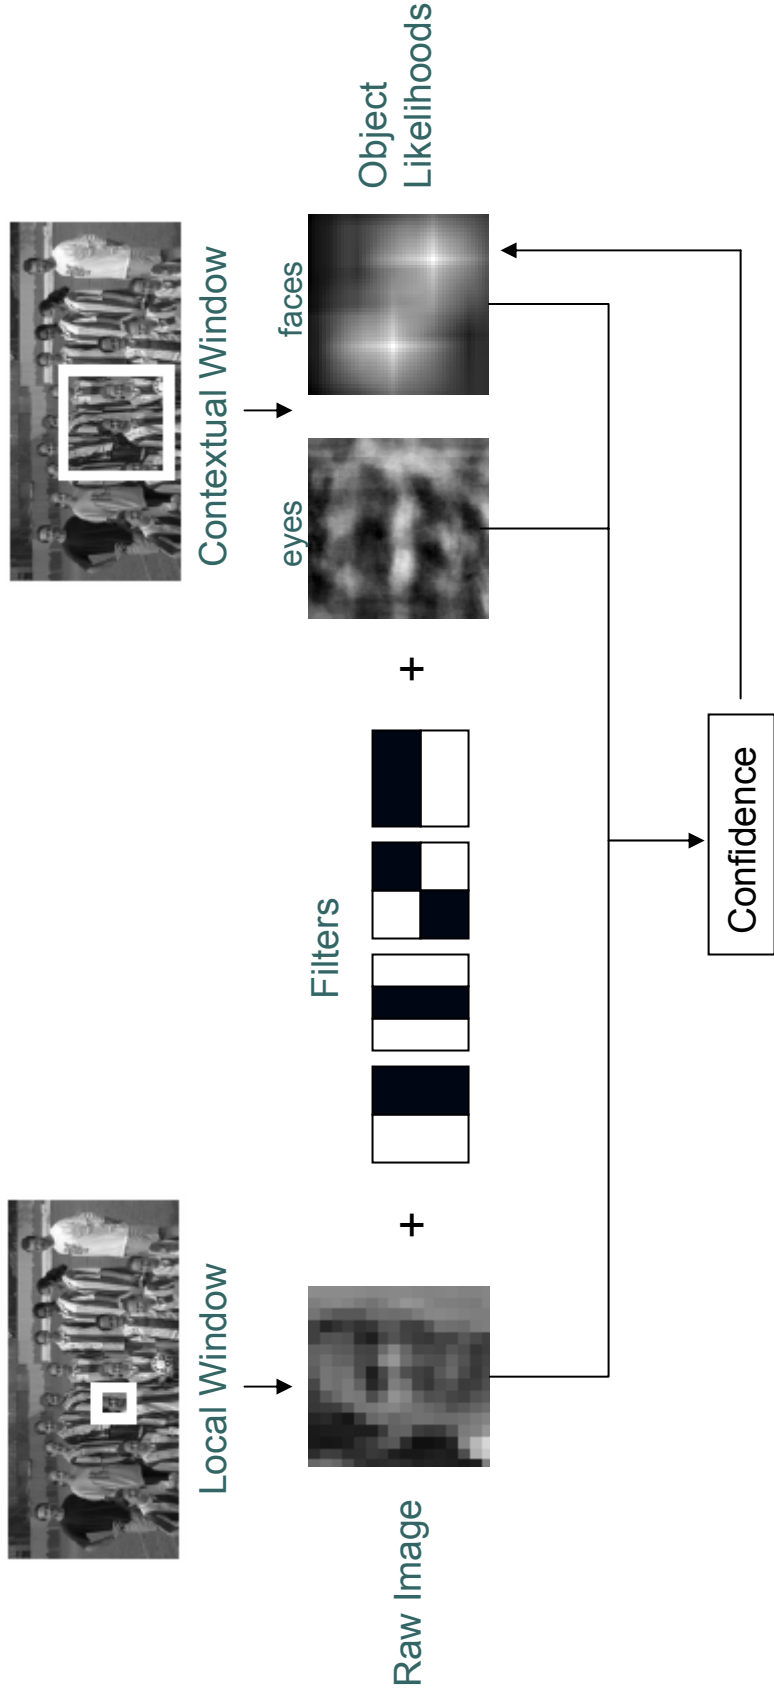 Local Window
Contextual Window
Raw Image
+
Filters
+
eyes
faces
Object
Likelihoods
Confidence